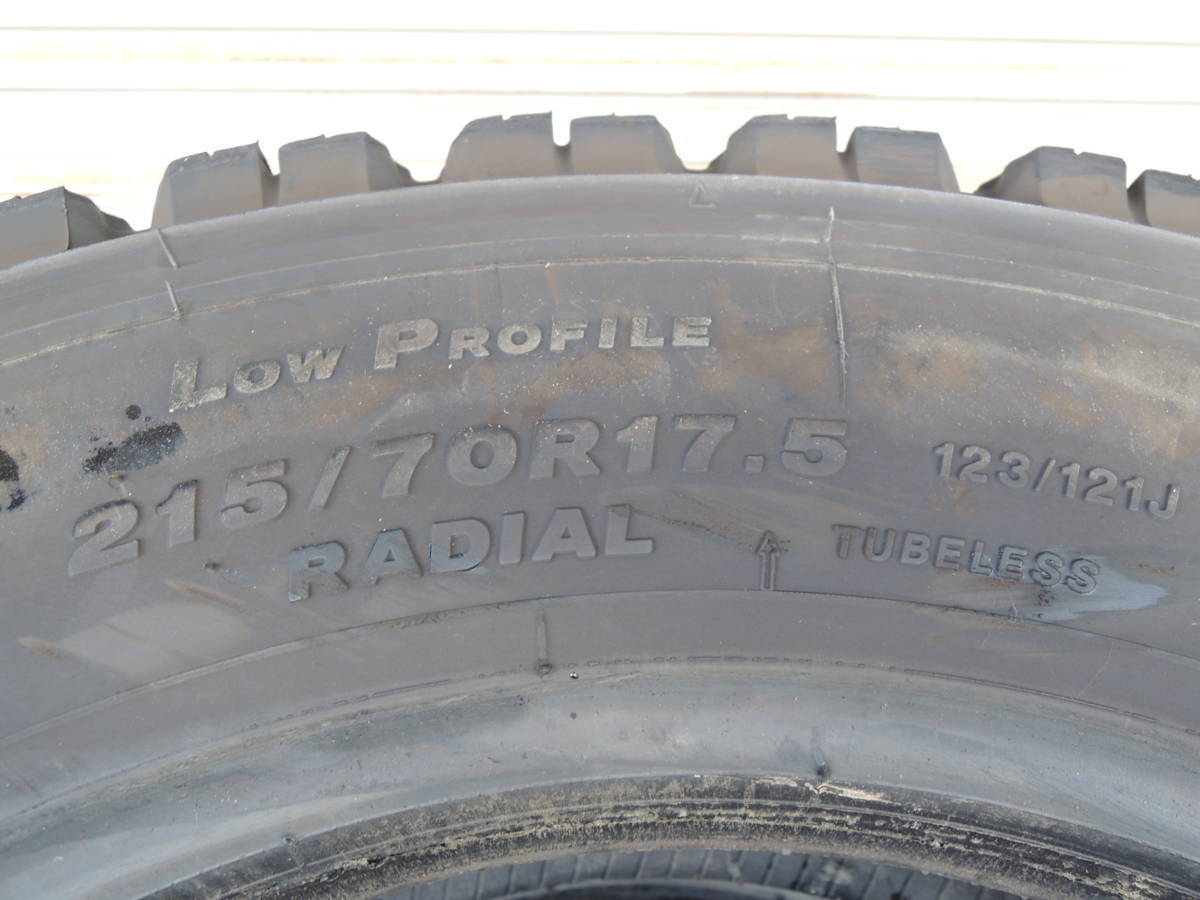 LOW PROFILE
215/70R17.5 123/121J
RADIAL TUBELESS